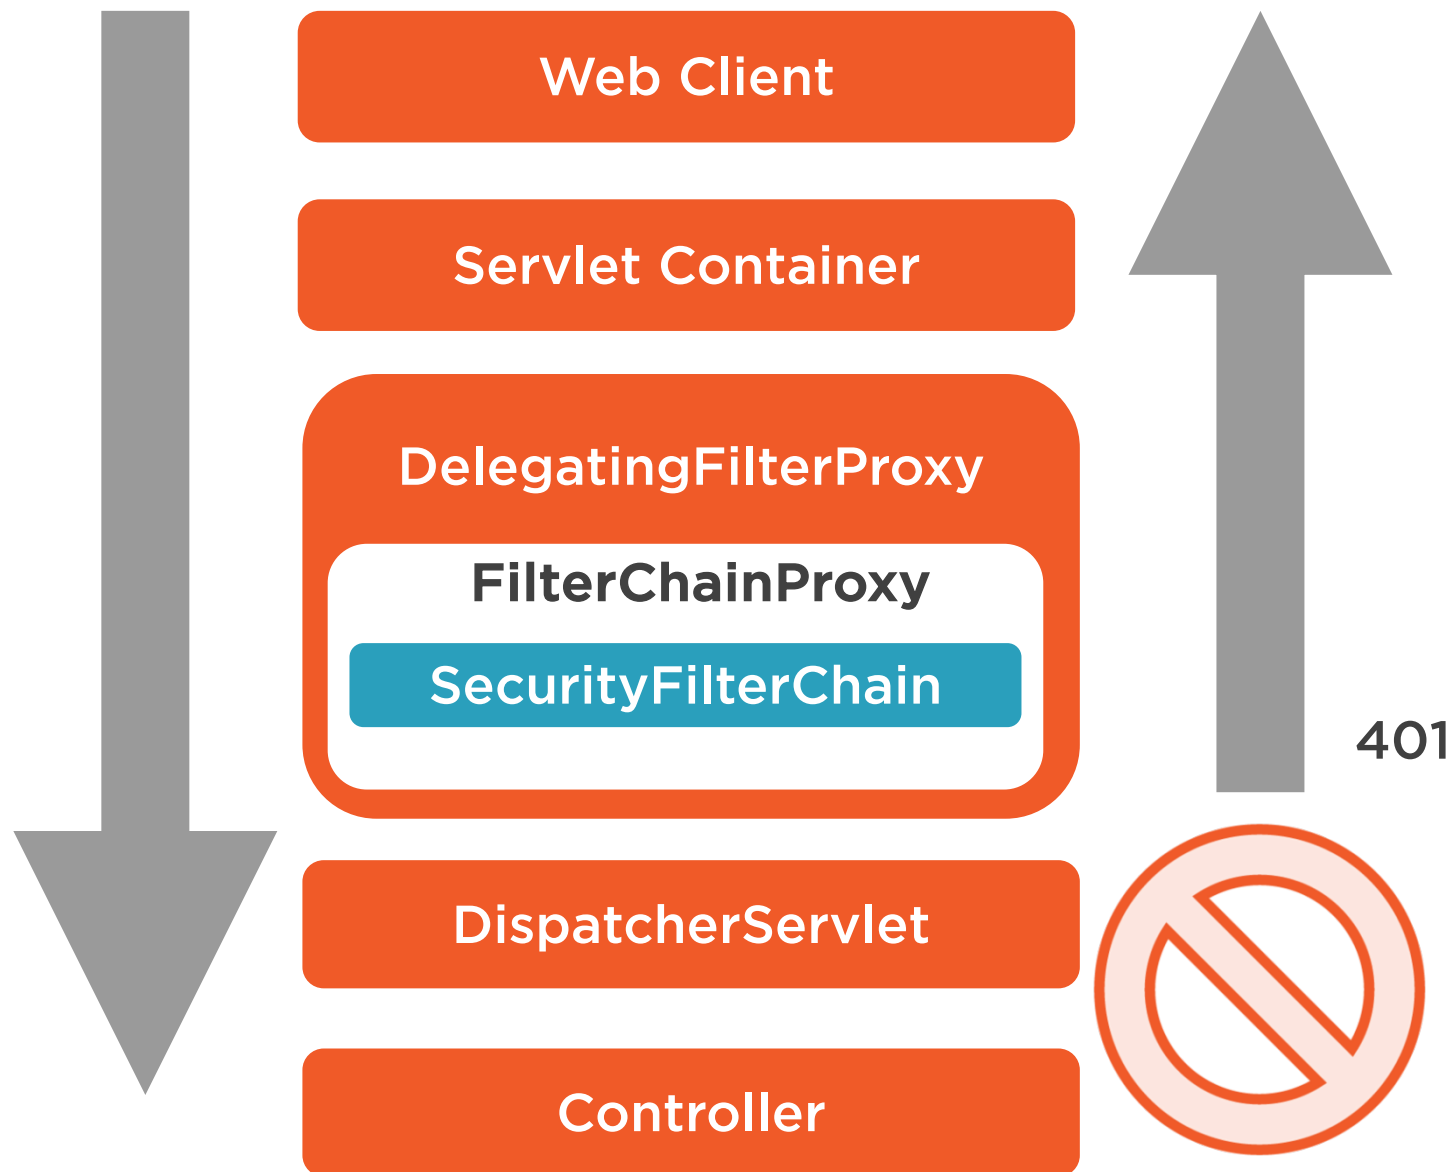 Web Client
Servlet Container
DelegatingFilterProxy
FilterChainProxy
SecurityFilterChain
401
DispatcherServlet
Controller